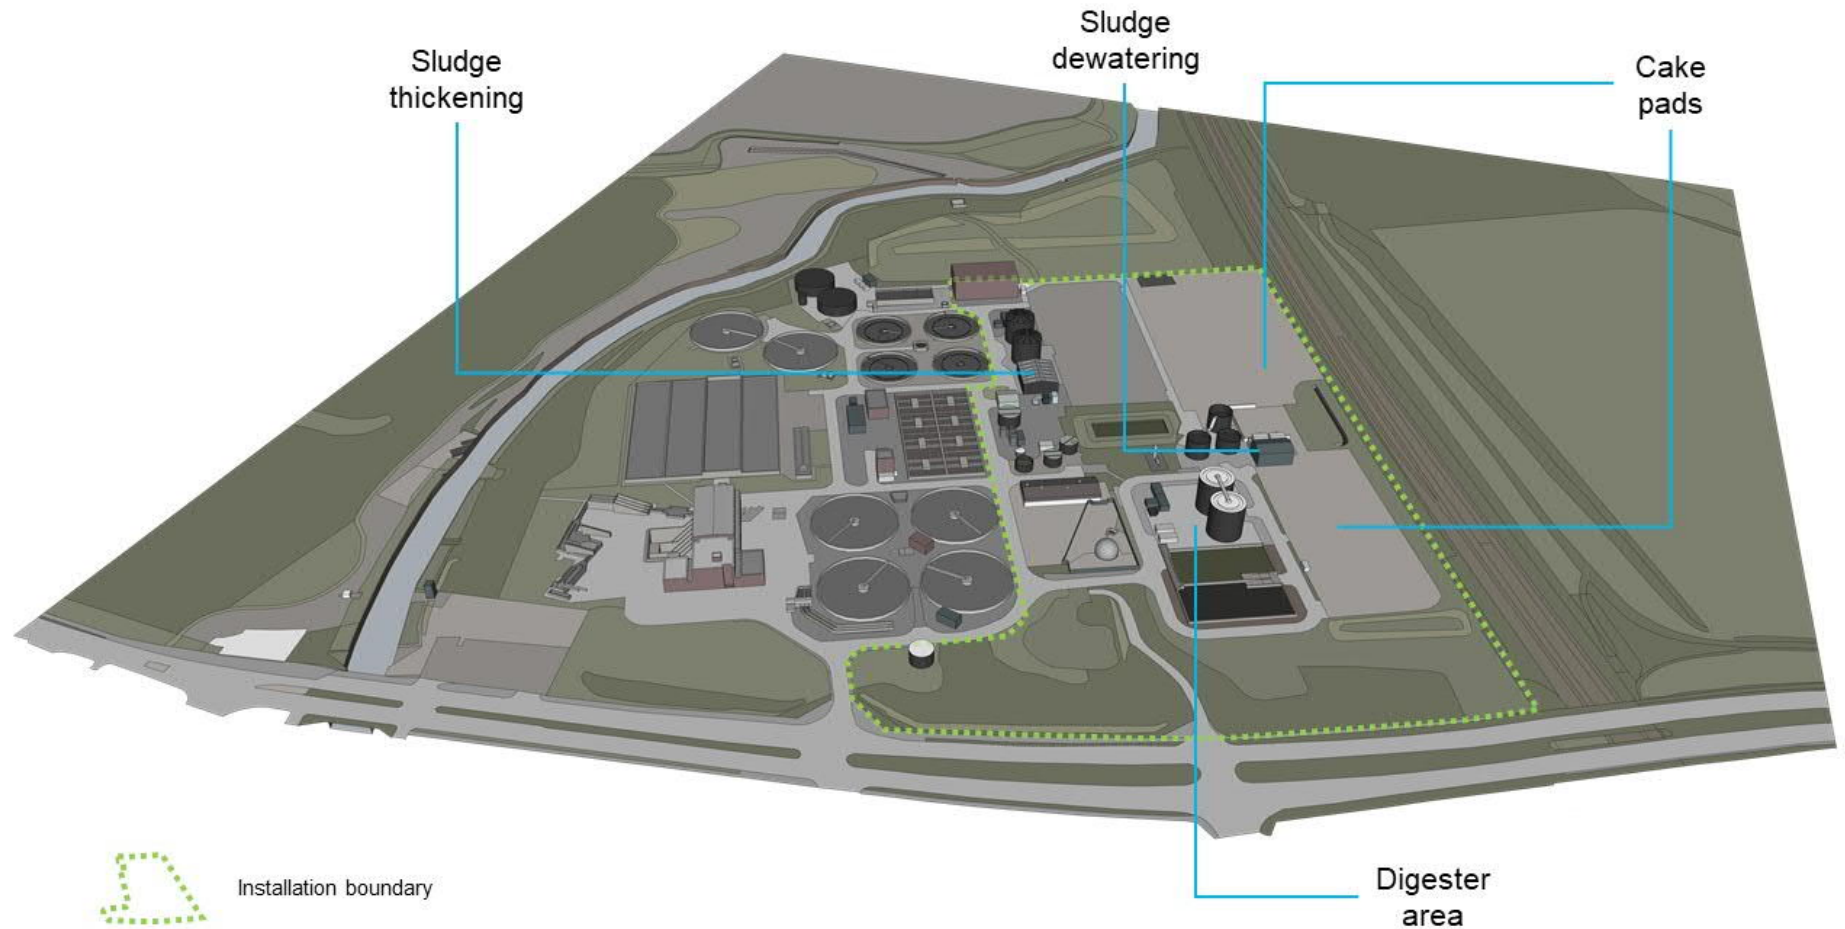 Sludge
thickening
Sludge
dewatering
Cake
pads
Installation boundary
Digester
area